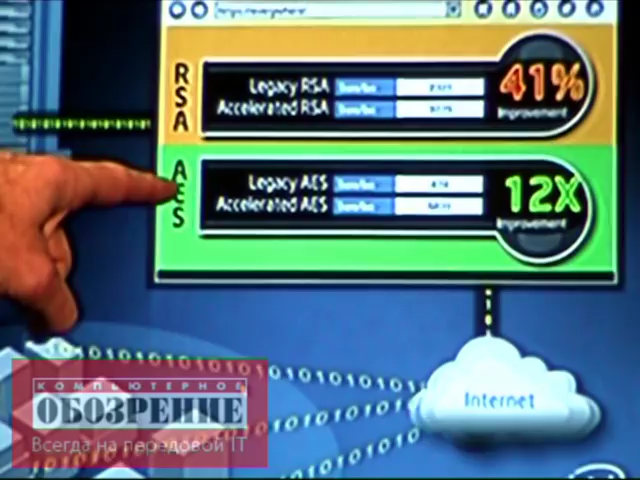 RSA
Legacy RSA
Accelerated RSA
41%
Improvement
AES
Legacy AES
Accelerated AES
12X
Improvement
Internet
КОМПЬЮТЕРНОЕ
ОБОЗРЕНИЕ
Всегда на передовой IT